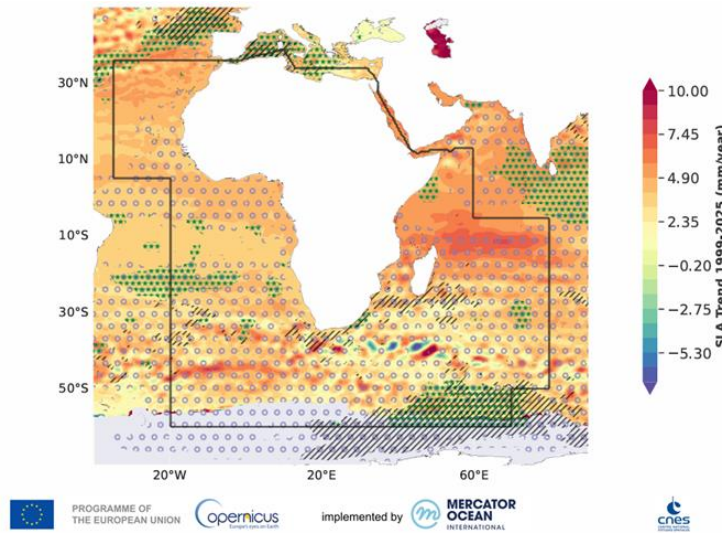 30°N
10°N
10°S
30°S
50°S
20°W
20°E
60°E
10.00
7.45
4.90
2.35
−0.20
−2.75
−5.30
SLA Trend 1999-2025 (mm/year)
PROGRAMME OF
THE EUROPEAN UNION
opernicus
Europe's eyes on Earth
implemented by
MERCATOR
OCEAN
INTERNATIONAL
cnes